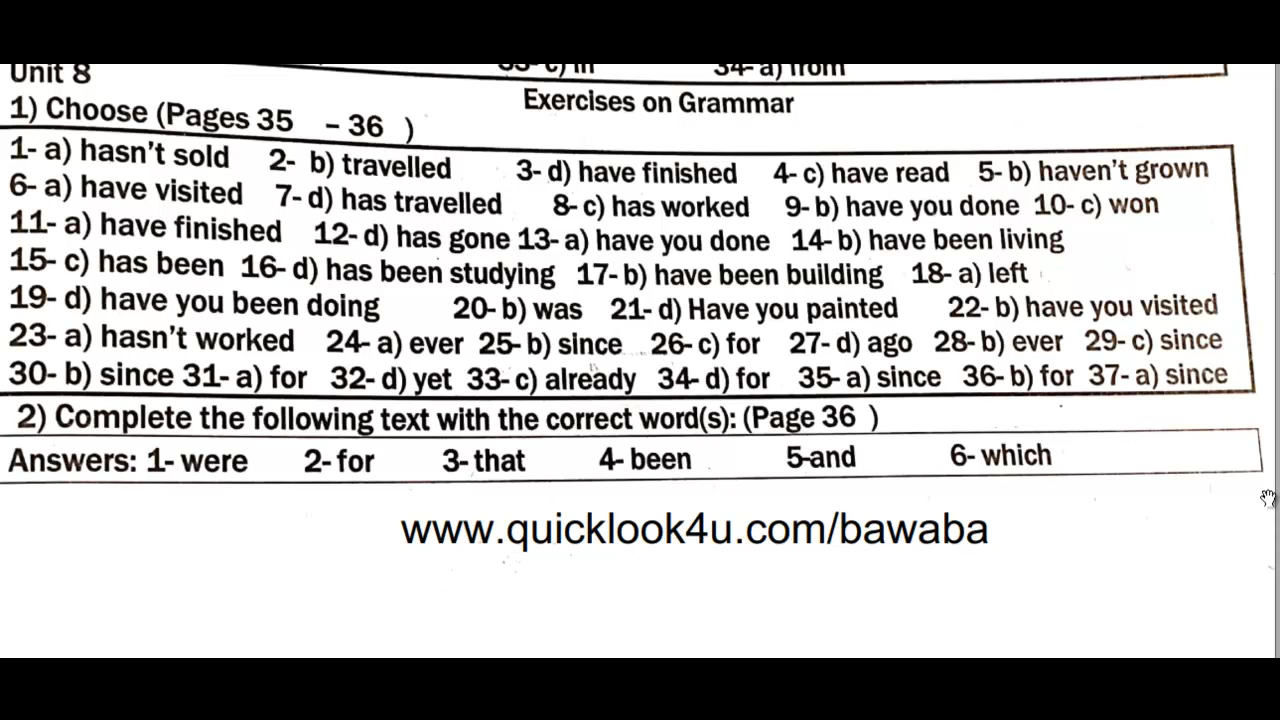 Unit 8
33- c) in 34- a) from
Exercises on Grammar
1) Choose (Pages 35 – 36 )
1- a) hasn't sold 2- b) travelled 3- d) have finished 4- c) have read 5- b) haven't grown
6- a) have visited 7- d) has travelled 8- c) has worked 9- b) have you done 10- c) won
11- a) have finished 12- d) has gone 13- a) have you done 14- b) have been living
15- c) has been 16- d) has been studying 17- b) have been building 18- a) left
19- d) have you been doing 20- b) was 21- d) Have you painted 22- b) have you visited
23- a) hasn't worked 24- a) ever 25- b) since 26- c) for 27- d) ago 28- b) ever 29- c) since
30- b) since 31- a) for 32- d) yet 33- c) already 34- d) for 35- a) since 36- b) for 37- a) since
2) Complete the following text with the correct word(s): (Page 36 )
Answers: 1- were 2- for 3- that 4- been 5-and 6- which
www.quicklook4u.com/bawaba